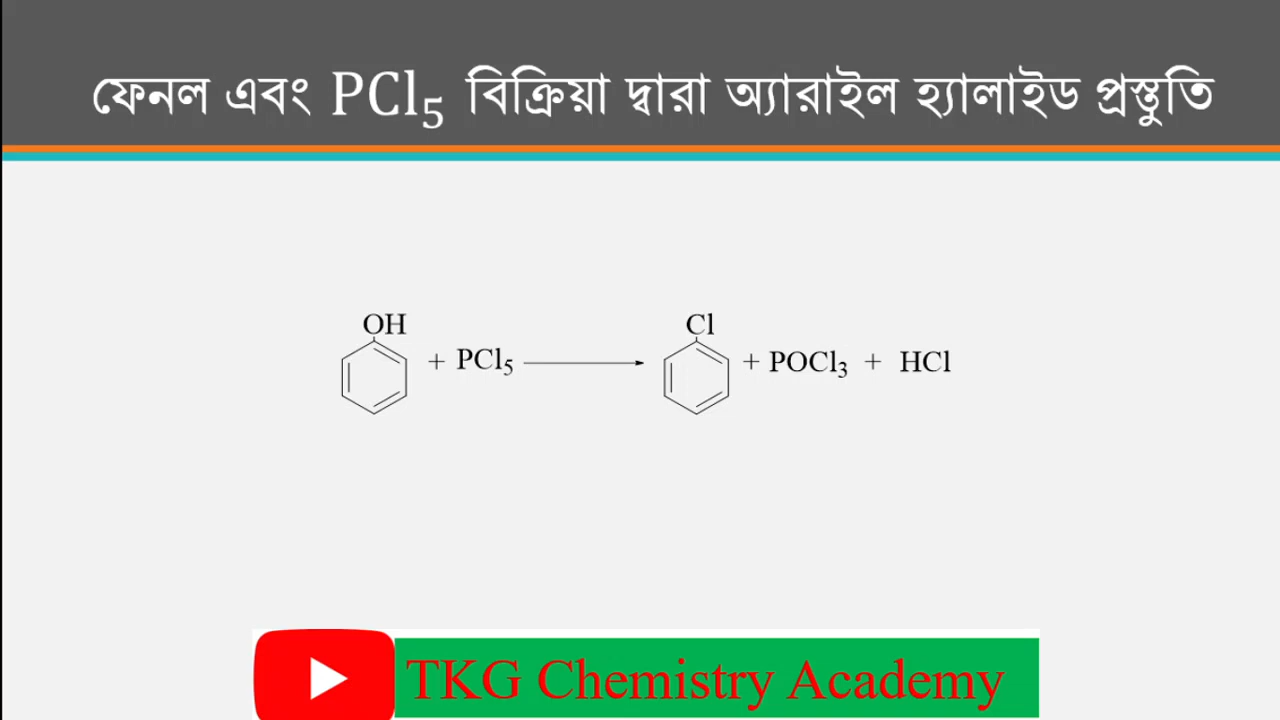 ফেনল এবং PCl₅ বিক্রিয়া দ্বারা অ্যারাইল হ্যালাইড প্রস্তুতি
OH Cl
+ PCl₅ + POCl₃ + HCl
TKG Chemistry Academy